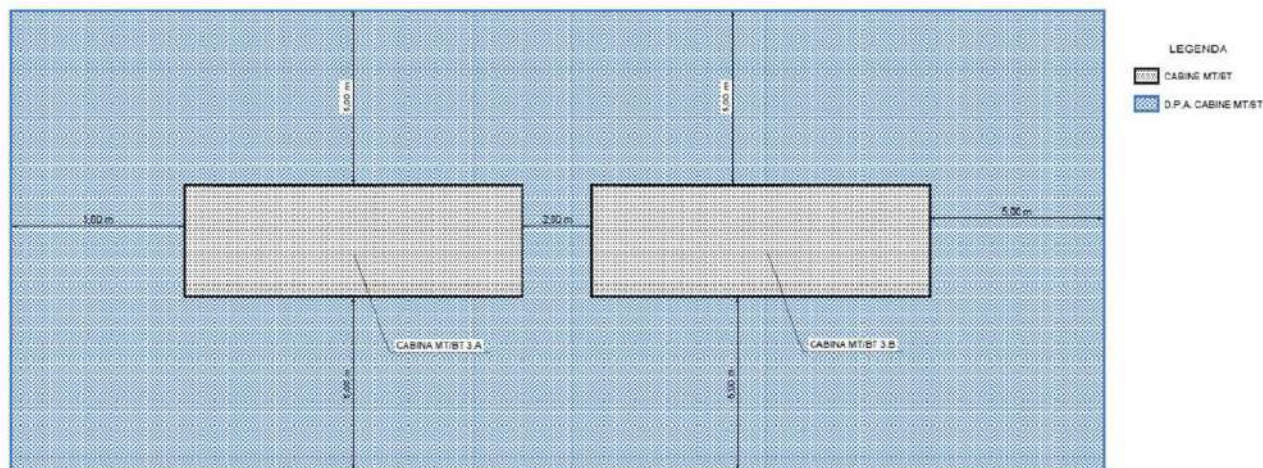 LEGENDA
CABINE MT/BT
D.P.A. CABINE MT/BT
5,00 m
5,00 m
5,00 m
2,00 m
5,00 m
CABINA MT/BT 3.A
CABINA MT/BT 3.B
5,00 m
5,00 m